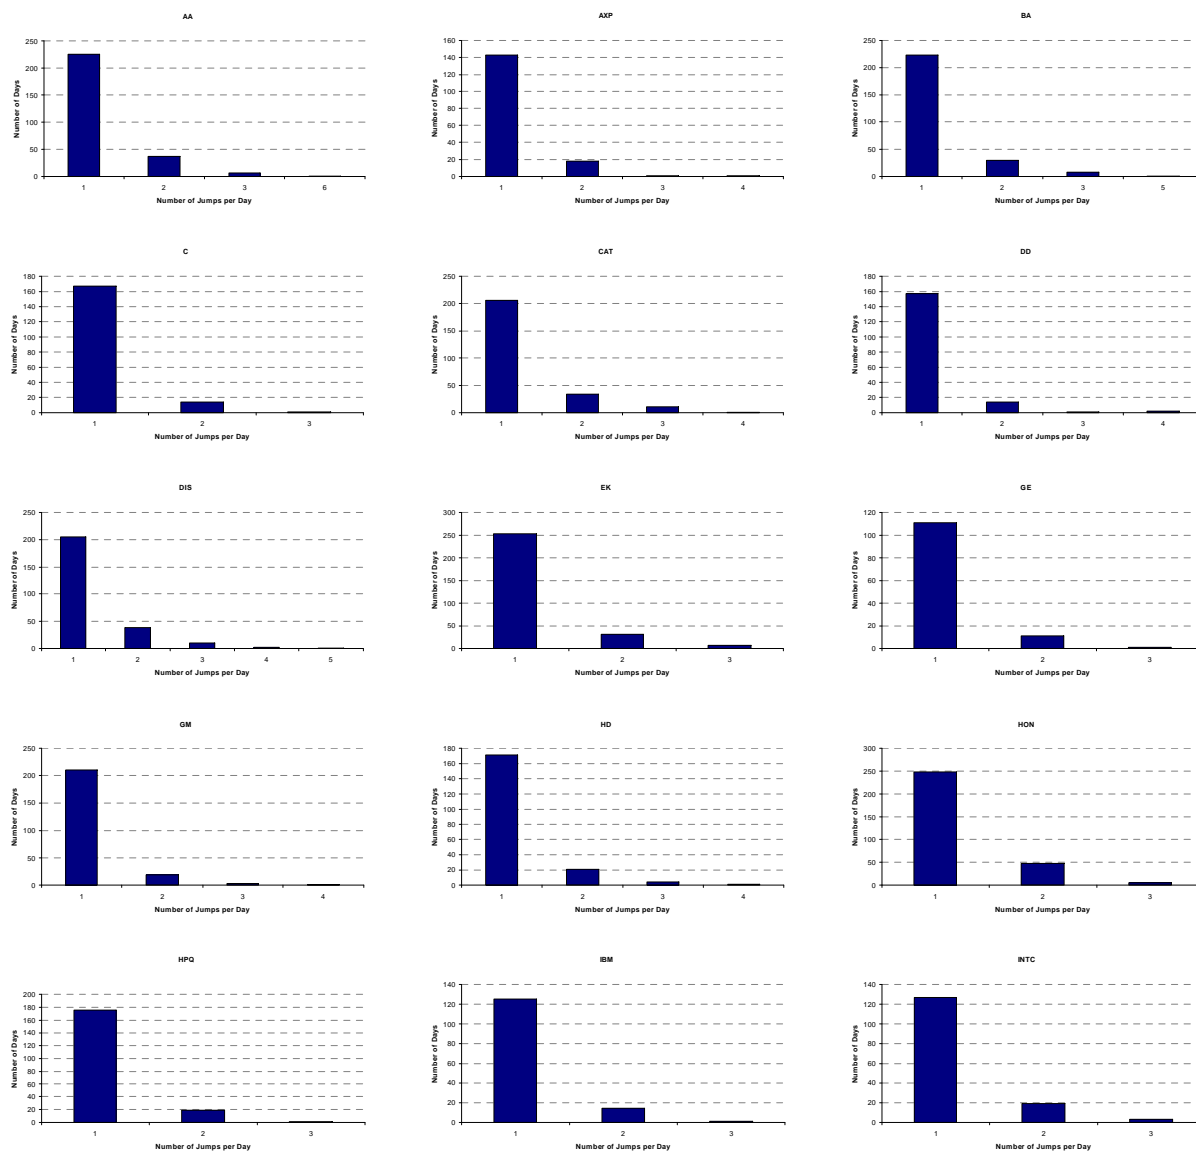 AA
Number of Days
250
200
150
100
50
0
1 2 3 6
Number of Jumps per Day
AXP
Number of Days
160
140
120
100
80
60
40
20
0
1 2 3 4
Number of Jumps per Day
BA
Number of Days
250
200
150
100
50
0
1 2 3 5
Number of Jumps per Day
C
Number of Days
180
160
140
120
100
80
60
40
20
0
1 2 3
Number of Jumps per Day
CAT
Number of Days
250
200
150
100
50
0
1 2 3 4
Number of Jumps per Day
DD
Number of Days
180
160
140
120
100
80
60
40
20
0
1 2 3 4
Number of Jumps per Day
DIS
Number of Days
250
200
150
100
50
0
1 2 3 4 5
Number of Jumps per Day
EK
Number of Days
300
250
200
150
100
50
0
1 2 3
Number of Jumps per Day
GE
Number of Days
120
100
80
60
40
20
0
1 2 3
Number of Jumps per Day
GM
Number of Days
250
200
150
100
50
0
1 2 3 4
Number of Jumps per Day
HD
Number of Days
180
160
140
120
100
80
60
40
20
0
1 2 3 4
Number of Jumps per Day
HON
Number of Days
300
250
200
150
100
50
0
1 2 3
Number of Jumps per Day
HPQ
Number of Days
200
180
160
140
120
100
80
60
40
20
0
1 2 3
Number of Jumps per Day
IBM
Number of Days
140
120
100
80
60
40
20
0
1 2 3
Number of Jumps per Day
INTC
Number of Days
140
120
100
80
60
40
20
0
1 2 3
Number of Jumps per Day